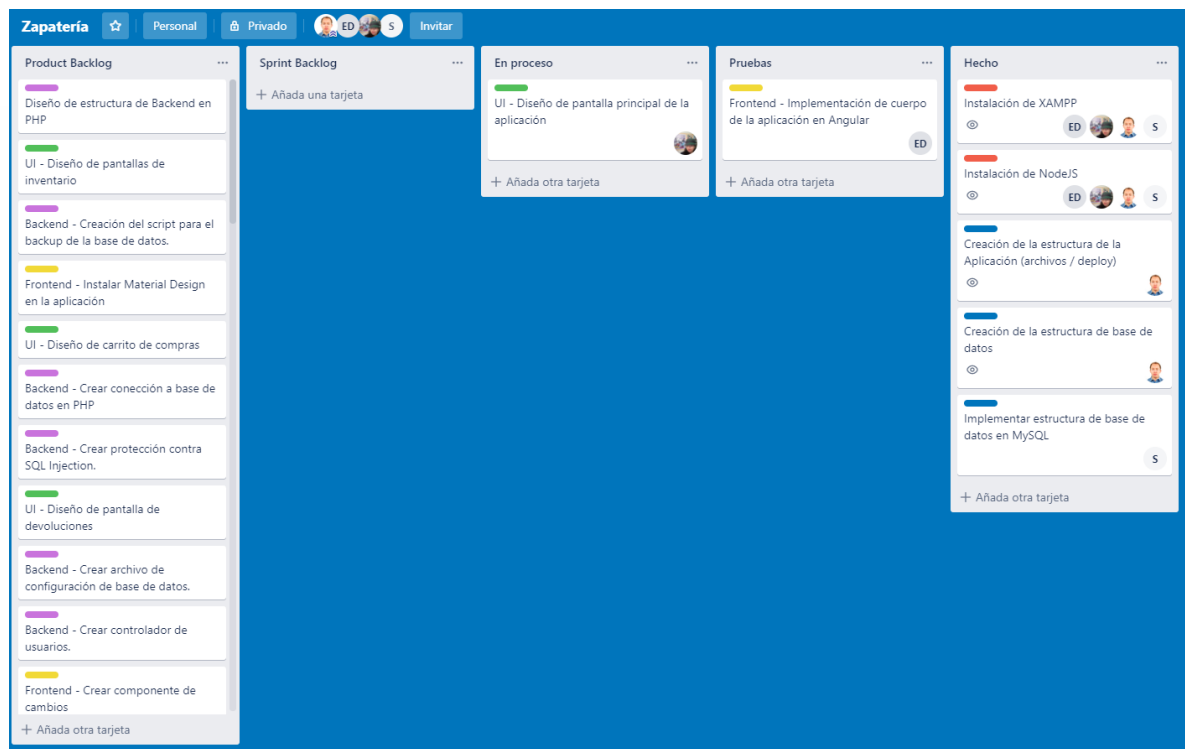 Zapatería
Personal
Privado
ED
S
Invitar
Product Backlog
Diseño de estructura de Backend en
PHP
UI - Diseño de pantallas de
inventario
Backend - Creación del script para el
backup de la base de datos.
Frontend - Instalar Material Design
en la aplicación
UI - Diseño de carrito de compras
Backend - Crear conección a base de
datos en PHP
Backend - Crear protección contra
SQL Injection.
UI - Diseño de pantalla de
devoluciones
Backend - Crear archivo de
configuración de base de datos.
Backend - Crear controlador de
usuarios.
Frontend - Crear componente de
cambios
+ Añada otra tarjeta
Sprint Backlog
+ Añada una tarjeta
En proceso
UI - Diseño de pantalla principal de la
aplicación
+ Añada otra tarjeta
Pruebas
Frontend - Implementación de cuerpo
de la aplicación en Angular
ED
+ Añada otra tarjeta
Hecho
Instalación de XAMPP
ED
S
Instalación de NodeJS
ED
S
Creación de la estructura de la
Aplicación (archivos / deploy)
Creación de la estructura de base de
datos
Implementar estructura de base de
datos en MySQL
S
+ Añada otra tarjeta